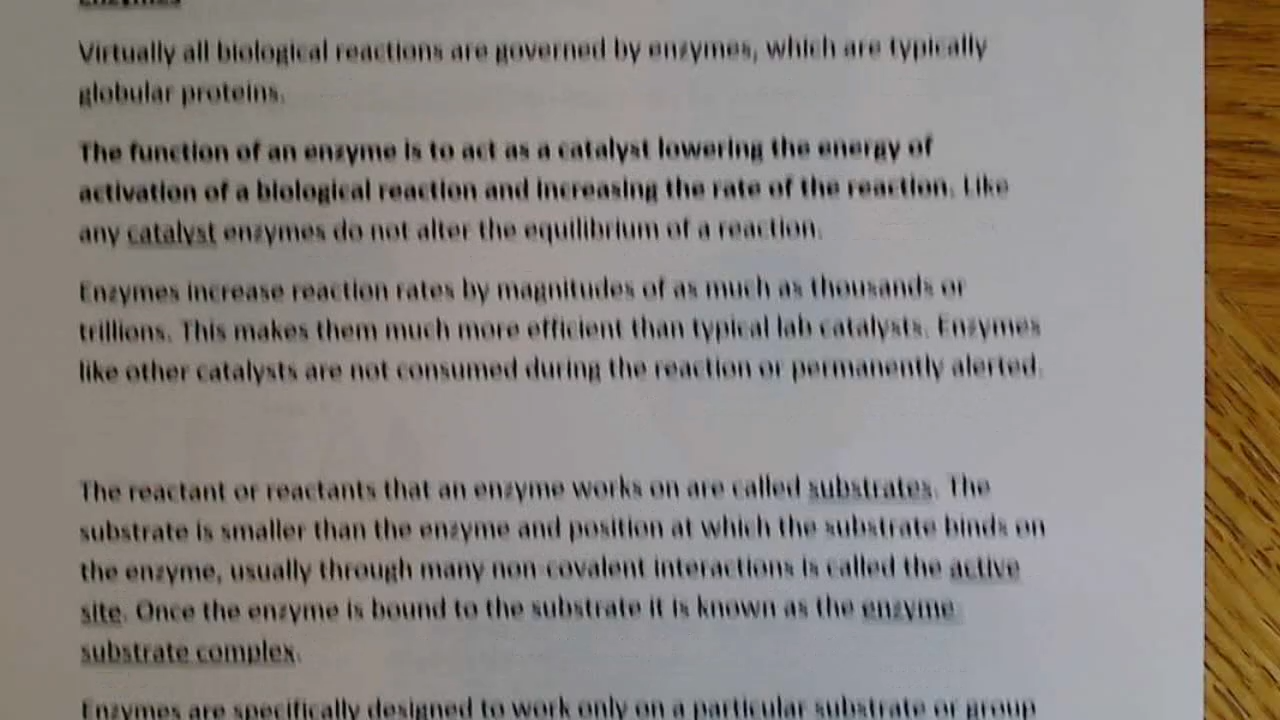 Enzymes
Virtually all biological reactions are governed by enzymes, which are typically
globular proteins.
The function of an enzyme is to act as a catalyst lowering the energy of
activation of a biological reaction and increasing the rate of the reaction. Like
any catalyst enzymes do not alter the equilibrium of a reaction.
Enzymes increase reaction rates by magnitudes of as much as thousands or
trillions. This makes them much more efficient than typical lab catalysts. Enzymes
like other catalysts are not consumed during the reaction or permanently alerted.
The reactant or reactants that an enzyme works on are called substrates. The
substrate is smaller than the enzyme and position at which the substrate binds on
the enzyme, usually through many non-covalent interactions is called the active
site. Once the enzyme is bound to the substrate it is known as the enzyme
substrate complex.
Enzymes are specifically designed to work only on a particular substrate or group